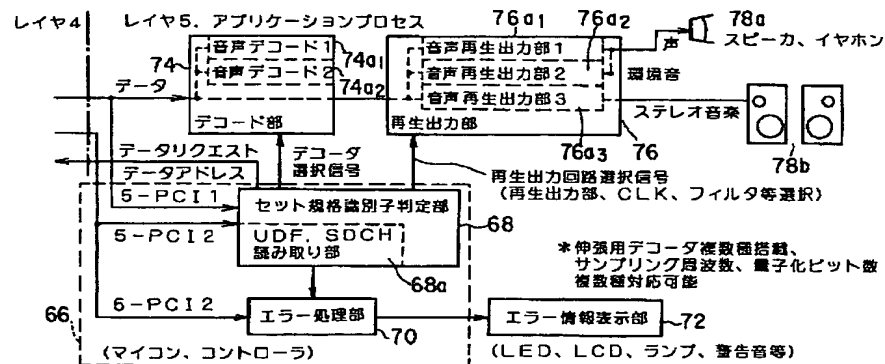 レイヤ4
レイヤ5. アプリケーションプロセス
76a1
76a2
78a
74
音声デコード1
74a1
音声デコード2
74a2
音声再生出力部1
音声再生出力部2
音声再生出力部3
声
スピーカ、イヤホン
環境音
データ
ステレオ音楽
デコード部
再生出力部
76
76a3
78b
データリクエスト
データアドレス
デコーダ
選択信号
再生出力回路選択信号
(再生出力部、CLK、フィルタ等選択)
5-PCI1
セット規格識別子判定部
68
5-PCI2
UDF, SDCH
読み取り部
68a
*伸張用デコーダ複数種搭載、
サンプリング周波数、量子化ビット数
複数種対応可能
5-PCI2
66
エラー処理部
70
エラー情報表示部
72
(マイコン、コントローラ)
(LED、LCD、ランプ、警告音等)